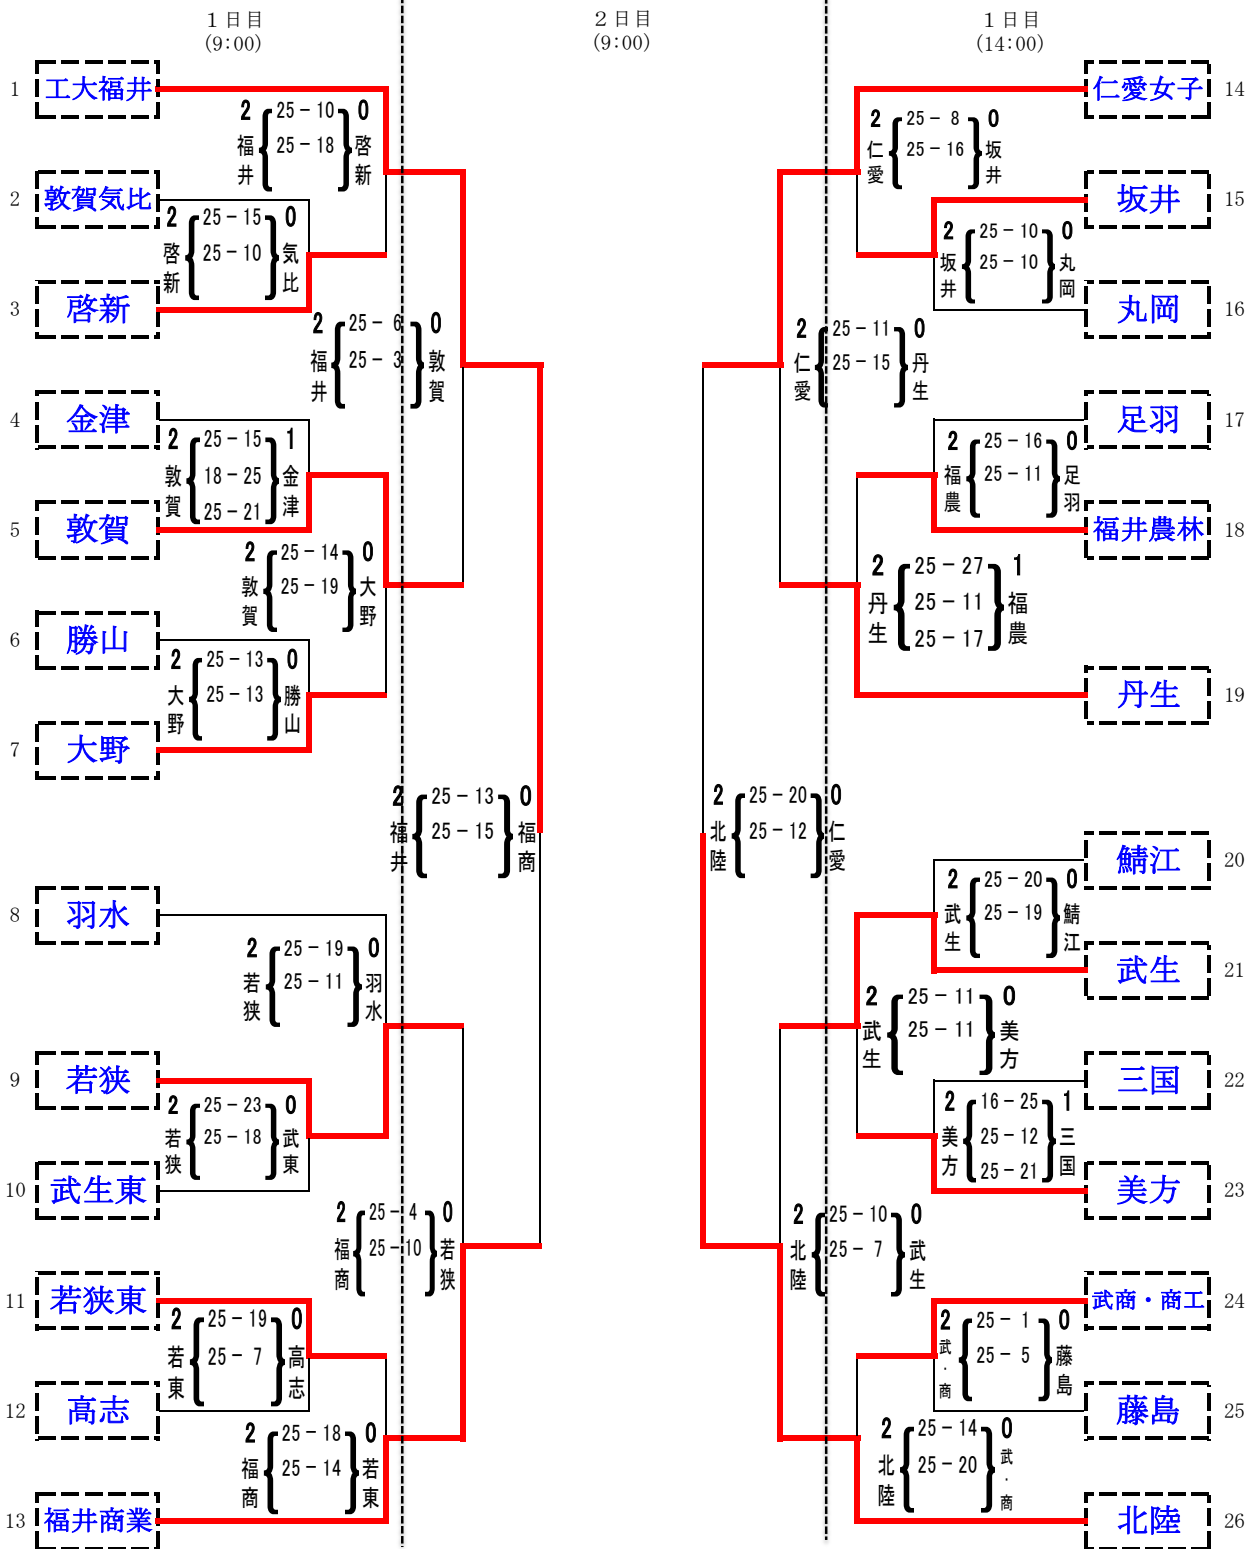 １日目
(9:00)
２日目
(9:00)
１日目
(14:00)
1 工大福井
2 敦賀気比
3 啓新
4 金津
5 敦賀
6 勝山
7 大野
8 羽水
9 若狭
10 武生東
11 若狭東
12 高志
13 福井商業
2 福井 25－10 0 啓新
25－18
2 啓新 25－15 0 気比
25－10
2 福井 25－6 0 敦賀
25－3
2 敦賀 25－15 1 金津
18－25
25－21
2 敦賀 25－14 0 大野
25－19
2 大野 25－13 0 勝山
25－13
2 福井 25－13 0 福商
25－15
2 若狭 25－19 0 羽水
25－11
2 若狭 25－23 0 武東
25－18
2 福商 25－4 0 若狭
25－10
2 若東 25－19 0 高志
25－7
2 福商 25－18 0 若東
25－14
仁愛女子 14
坂井 15
丸岡 16
足羽 17
福井農林 18
丹生 19
鯖江 20
武生 21
三国 22
美方 23
武商・商工 24
藤島 25
北陸 26
2 仁愛 25－8 0 坂井
25－16
2 坂井 25－10 0 丸岡
25－10
2 仁愛 25－11 0 丹生
25－15
2 福農 25－16 0 足羽
25－11
2 丹生 25－27 1 福農
25－11
25－17
2 北陸 25－20 0 仁愛
25－12
2 武生 25－20 0 鯖江
25－19
2 武生 25－11 0 美方
25－11
2 美方 16－25 1 三国
25－12
25－21
2 北陸 25－10 0 武生
25－7
2 武・商 25－1 0 藤島
25－5
2 北陸 25－14 0 武・商
25－20